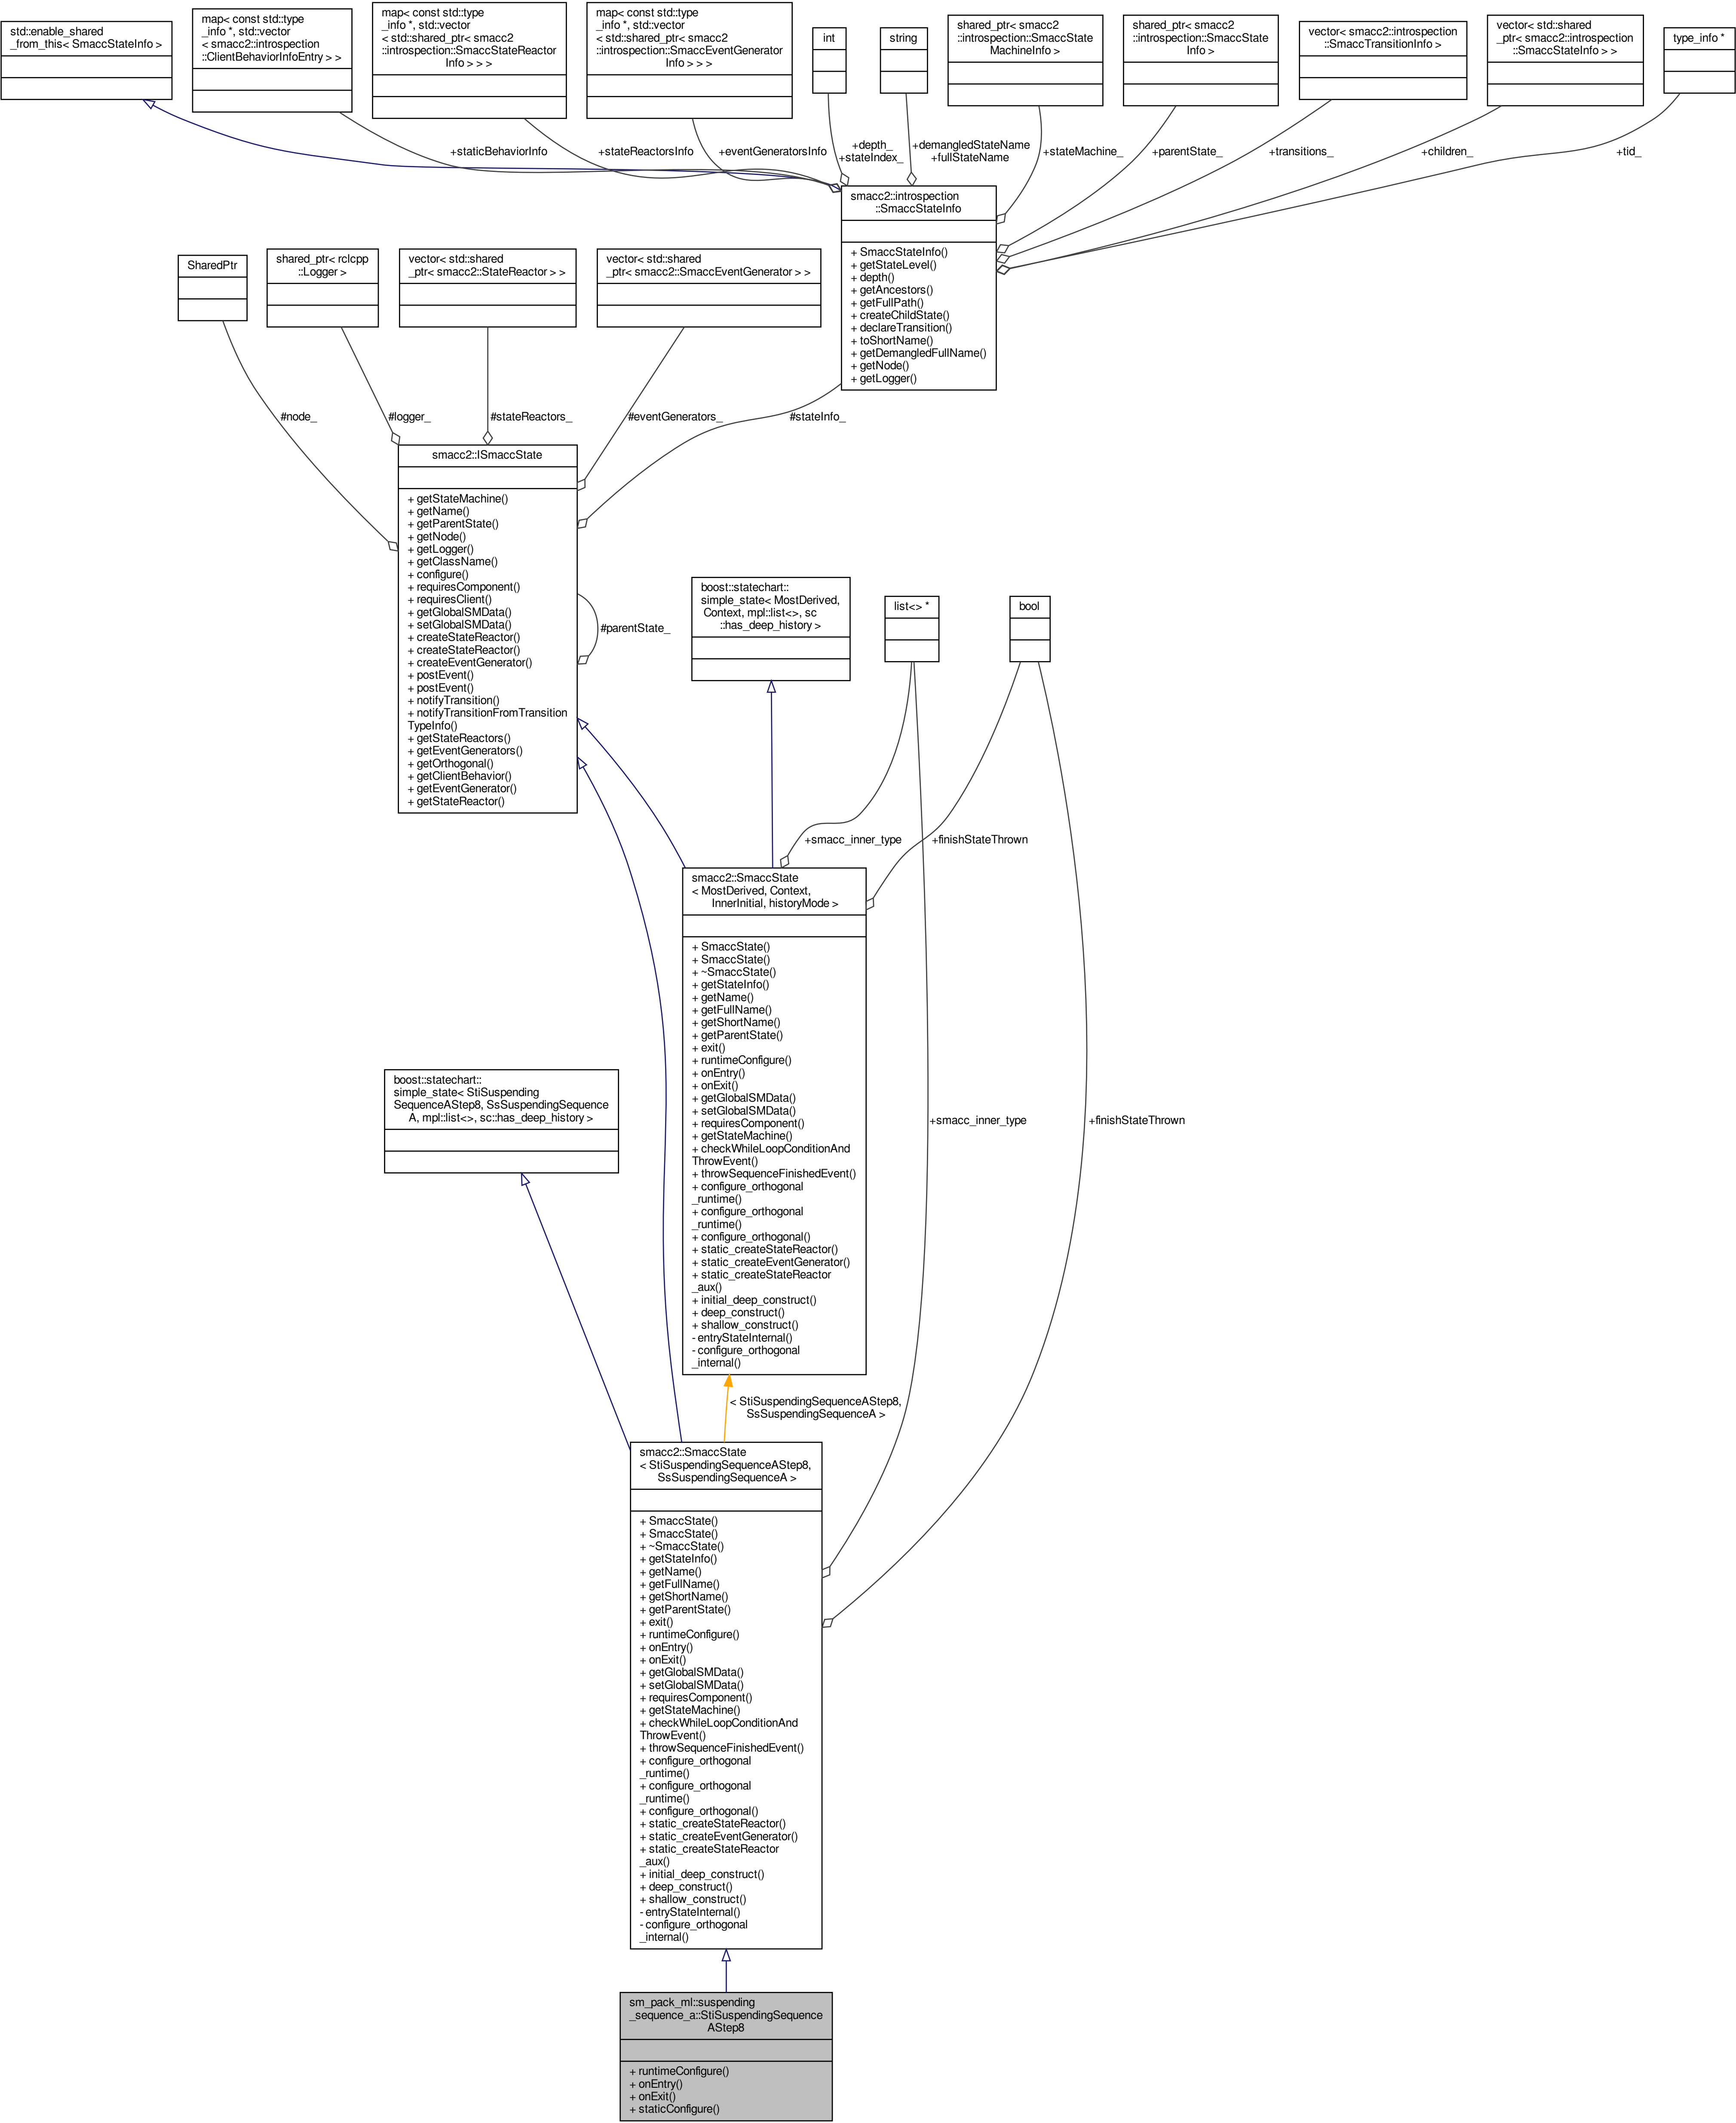 std::enable_shared
_from_this< SmaccStateInfo >
map< const std::type
_info *, std::vector
< smacc2::introspection
::ClientBehaviorInfoEntry > >
map< const std::type
_info *, std::vector
< std::shared_ptr< smacc2
::introspection::SmaccStateReactor
Info > > >
map< const std::type
_info *, std::vector
< std::shared_ptr< smacc2
::introspection::SmaccEventGenerator
Info > > >
int
string
shared_ptr< smacc2
::introspection::SmaccState
MachineInfo >
shared_ptr< smacc2
::introspection::SmaccState
Info >
vector< smacc2::introspection
::SmaccTransitionInfo >
vector< std::shared
_ptr< smacc2::introspection
::SmaccStateInfo > >
type_info *
+staticBehaviorInfo
+stateReactorsInfo
+eventGeneratorsInfo
+depth_
+stateIndex_
+demangledStateName
+fullStateName
+stateMachine_
+parentState_
+transitions_
+children_
+tid_
smacc2::introspection
::SmaccStateInfo
+ SmaccStateInfo()
+ getStateLevel()
+ depth()
+ getAncestors()
+ getFullPath()
+ createChildState()
+ declareTransition()
+ toShortName()
+ getDemangledFullName()
+ getNode()
+ getLogger()
SharedPtr
shared_ptr< rclcpp
::Logger >
vector< std::shared
_ptr< smacc2::StateReactor > >
vector< std::shared
_ptr< smacc2::SmaccEventGenerator > >
#node_
#logger_
#stateReactors_
#eventGenerators_
#stateInfo_
smacc2::ISmaccState
+ getStateMachine()
+ getName()
+ getParentState()
+ getNode()
+ getLogger()
+ getClassName()
+ configure()
+ requiresComponent()
+ requiresClient()
+ getGlobalSMData()
+ setGlobalSMData()
+ createStateReactor()
+ createStateReactor()
+ createEventGenerator()
+ postEvent()
+ postEvent()
+ notifyTransition()
+ notifyTransitionFromTransition
TypeInfo()
+ getStateReactors()
+ getEventGenerators()
+ getOrthogonal()
+ getClientBehavior()
+ getEventGenerator()
+ getStateReactor()
#parentState_
boost::statechart::
simple_state< MostDerived,
Context, mpl::list<>, sc
::has_deep_history >
list<> *
bool
+smacc_inner_type
+finishStateThrown
smacc2::SmaccState
< MostDerived, Context,
InnerInitial, historyMode >
+ SmaccState()
+ SmaccState()
+ ~SmaccState()
+ getStateInfo()
+ getName()
+ getFullName()
+ getShortName()
+ getParentState()
+ exit()
+ runtimeConfigure()
+ onEntry()
+ onExit()
+ getGlobalSMData()
+ setGlobalSMData()
+ requiresComponent()
+ getStateMachine()
+ checkWhileLoopConditionAnd
ThrowEvent()
+ throwSequenceFinishedEvent()
+ configure_orthogonal
_runtime()
+ configure_orthogonal
_runtime()
+ configure_orthogonal()
+ static_createStateReactor()
+ static_createEventGenerator()
+ static_createStateReactor
_aux()
+ initial_deep_construct()
+ deep_construct()
+ shallow_construct()
- entryStateInternal()
- configure_orthogonal
_internal()
boost::statechart::
simple_state< StiSuspending
SequenceAStep8, SsSuspendingSequence
A, mpl::list<>, sc::has_deep_history >
+smacc_inner_type
+finishStateThrown
< StiSuspendingSequenceAStep8,
SsSuspendingSequenceA >
smacc2::SmaccState
< StiSuspendingSequenceAStep8,
SsSuspendingSequenceA >
+ SmaccState()
+ SmaccState()
+ ~SmaccState()
+ getStateInfo()
+ getName()
+ getFullName()
+ getShortName()
+ getParentState()
+ exit()
+ runtimeConfigure()
+ onEntry()
+ onExit()
+ getGlobalSMData()
+ setGlobalSMData()
+ requiresComponent()
+ getStateMachine()
+ checkWhileLoopConditionAnd
ThrowEvent()
+ throwSequenceFinishedEvent()
+ configure_orthogonal
_runtime()
+ configure_orthogonal
_runtime()
+ configure_orthogonal()
+ static_createStateReactor()
+ static_createEventGenerator()
+ static_createStateReactor
_aux()
+ initial_deep_construct()
+ deep_construct()
+ shallow_construct()
- entryStateInternal()
- configure_orthogonal
_internal()
sm_pack_ml::suspending
_sequence_a::StiSuspendingSequence
AStep8
+ runtimeConfigure()
+ onEntry()
+ onExit()
+ staticConfigure()